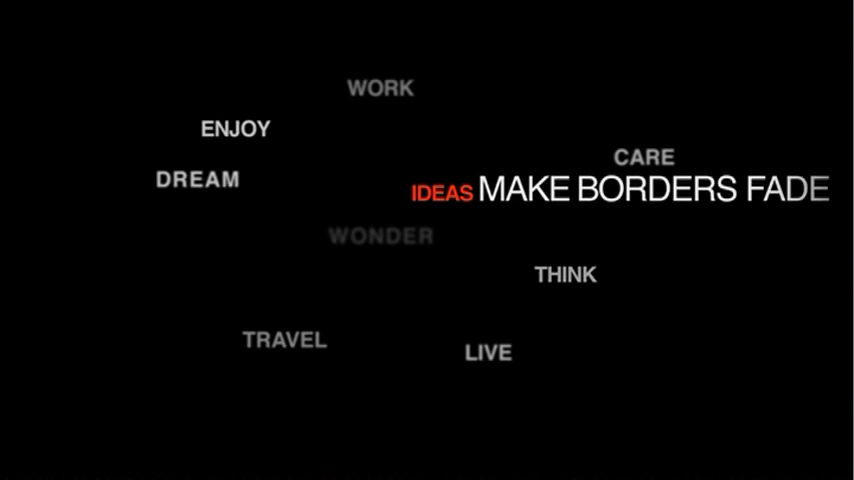 WORK
ENJOY
CARE
DREAM
IDEAS MAKE BORDERS FADE
WONDER
THINK
TRAVEL
LIVE